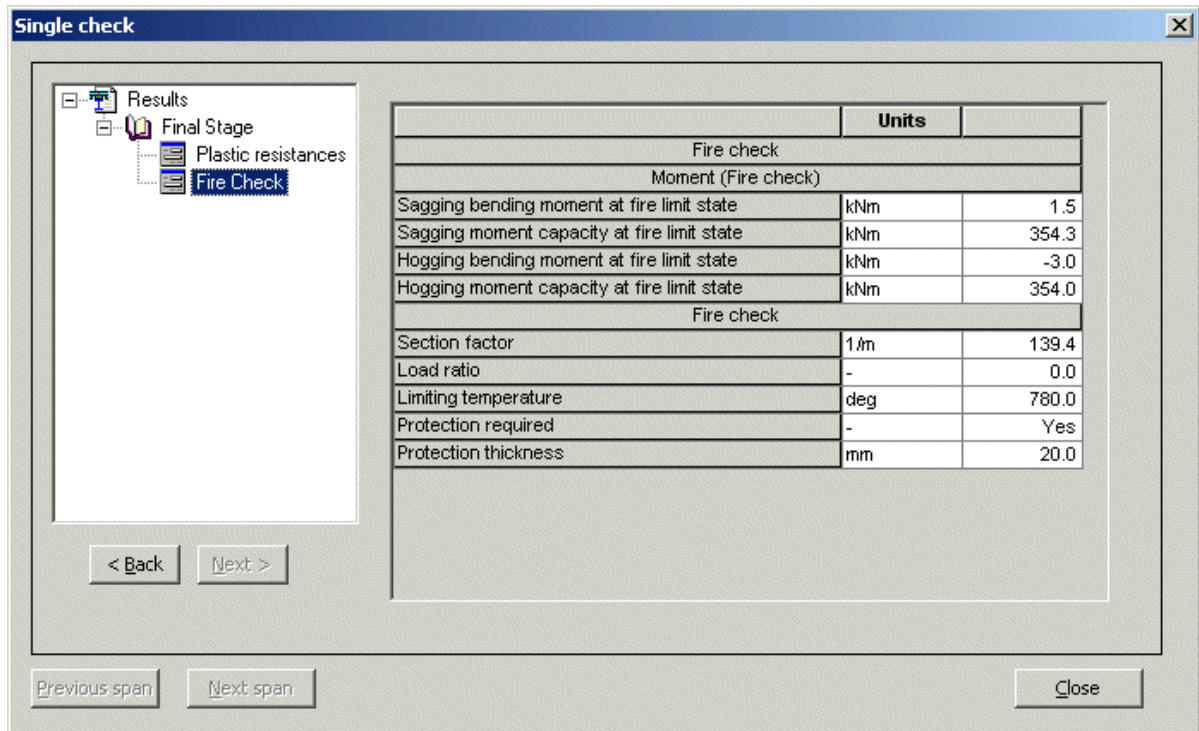 Single check
Results
Final Stage
Plastic resistances
Fire Check
Units
Fire check
Moment (Fire check)
Sagging bending moment at fire limit state kNm 1.5
Sagging moment capacity at fire limit state kNm 354.3
Hogging bending moment at fire limit state kNm -3.0
Hogging moment capacity at fire limit state kNm 354.0
Fire check
Section factor 1/m 139.4
Load ratio - 0.0
Limiting temperature deg 780.0
Protection required - Yes
Protection thickness mm 20.0
< Back Next >
Previous span Next span Close